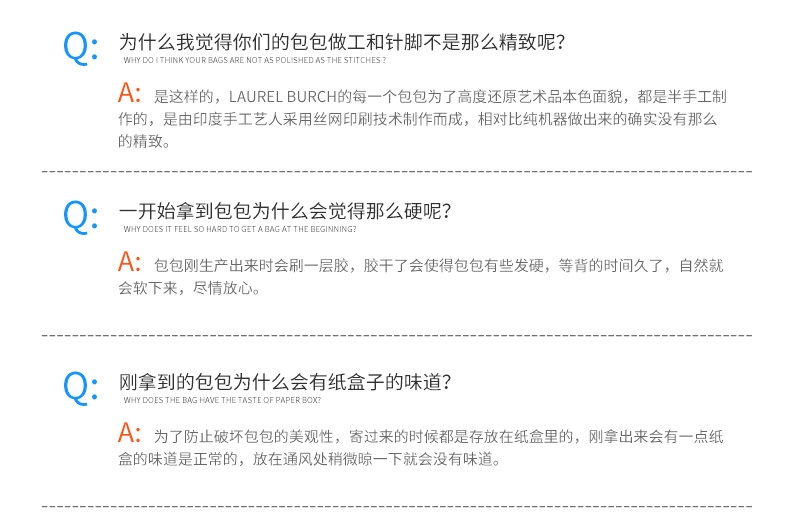 Q: 为什么我觉得你们的包包做工和针脚不是那么精致呢?
WHY DO I THINK YOUR BAGS ARE NOT AS POLISHED AS THE STITCHES ?
A: 是这样的，LAUREL BURCH的每一个包包为了高度还原艺术品本色面貌，都是半手工制
作的，是由印度手工艺人采用丝网印刷技术制作而成，相对比纯机器做出来的确实没有那么
的精致。
Q: 一开始拿到包包为什么会觉得那么硬呢?
WHY DOES IT FEEL SO HARD TO GET A BAG AT THE BEGINNING?
A: 包包刚生产出来时会刷一层胶，胶干了会使得包包有些发硬，等背的时间久了，自然就
会软下来，尽情放心。
Q: 刚拿到的包包为什么会有纸盒子的味道?
WHY DOES THE BAG HAVE THE TASTE OF PAPER BOX?
A: 为了防止破坏包包的美观性，寄过来的时候都是存放在纸盒里的，刚拿出来会有一点纸
盒的味道是正常的，放在通风处稍微晾一下就会没有味道。